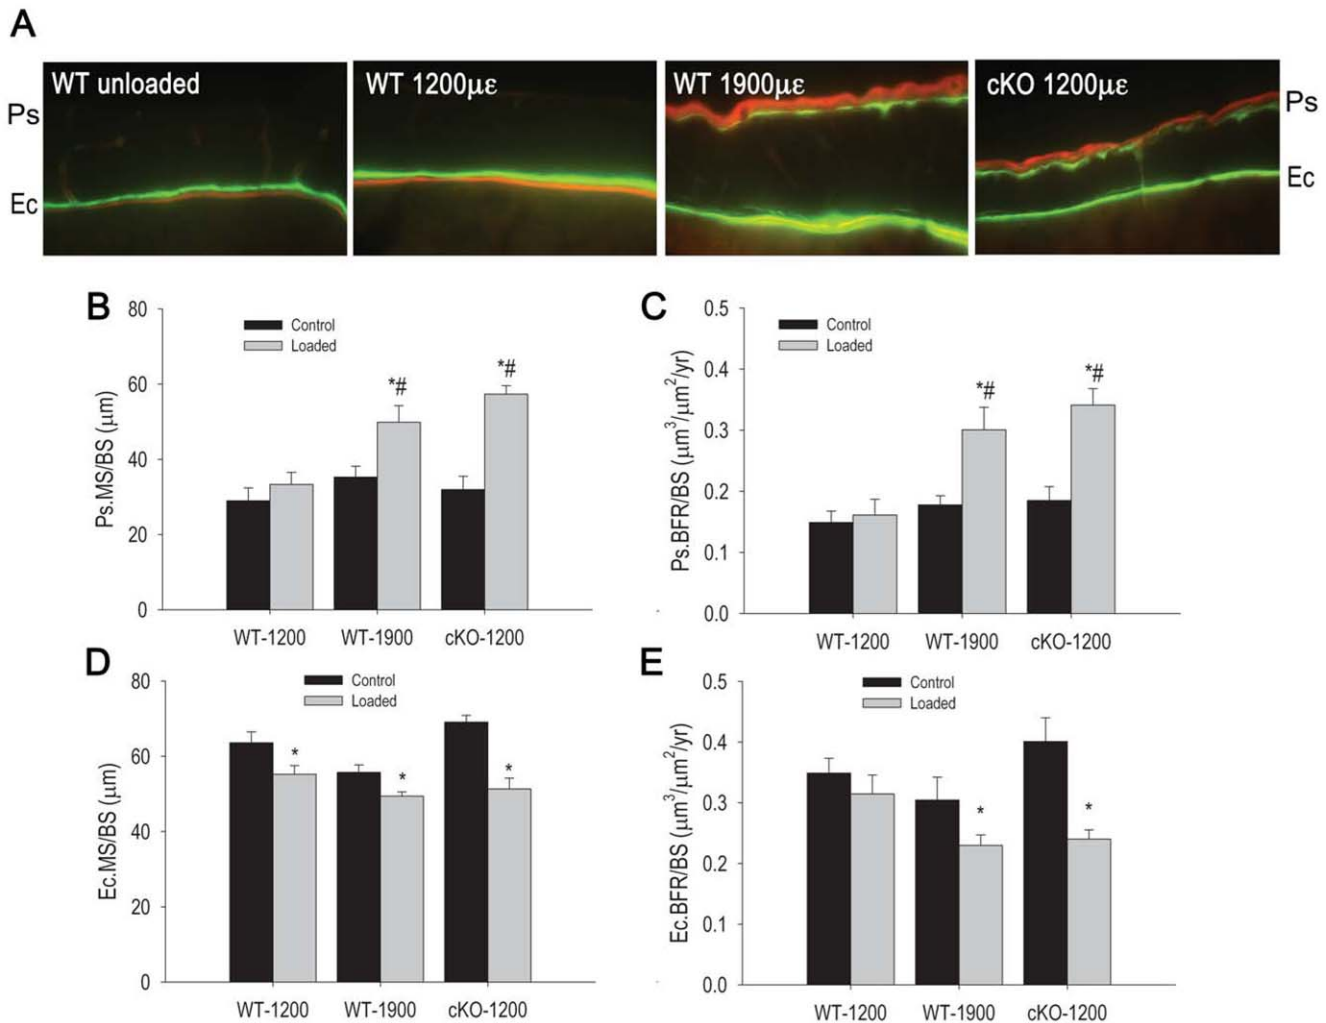 A
WT unloaded
WT 1200με
WT 1900με
cKO 1200με
Ps
Ps
Ec
Ec
B
80
60
40
20
0
Ps.MS/BS (μm)
Control
Loaded
*#
*#
WT-1200
WT-1900
cKO-1200
C
0.5
0.4
0.3
0.2
0.1
0.0
Ps.BFR/BS (μm³/μm²/yr)
Control
Loaded
*#
*#
WT-1200
WT-1900
cKO-1200
D
80
60
40
20
0
Ec.MS/BS (μm)
Control
Loaded
*
*
*
WT-1200
WT-1900
cKO-1200
E
0.5
0.4
0.3
0.2
0.1
0.0
Ec.BFR/BS (μm³/μm²/yr)
Control
Loaded
*
*
WT-1200
WT-1900
cKO-1200